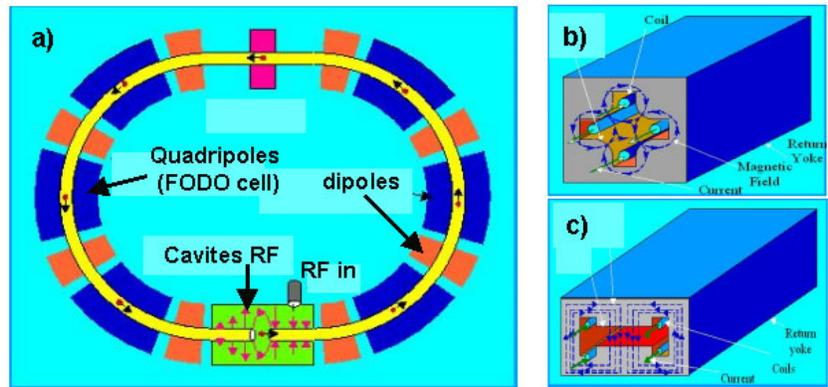 a)
Quadripoles
(FODO cell)
dipoles
Cavites RF
RF in
b)
Coil
Return
Yoke
Magnetic
Field
Current
c)
Return
yoke
Coils
Current